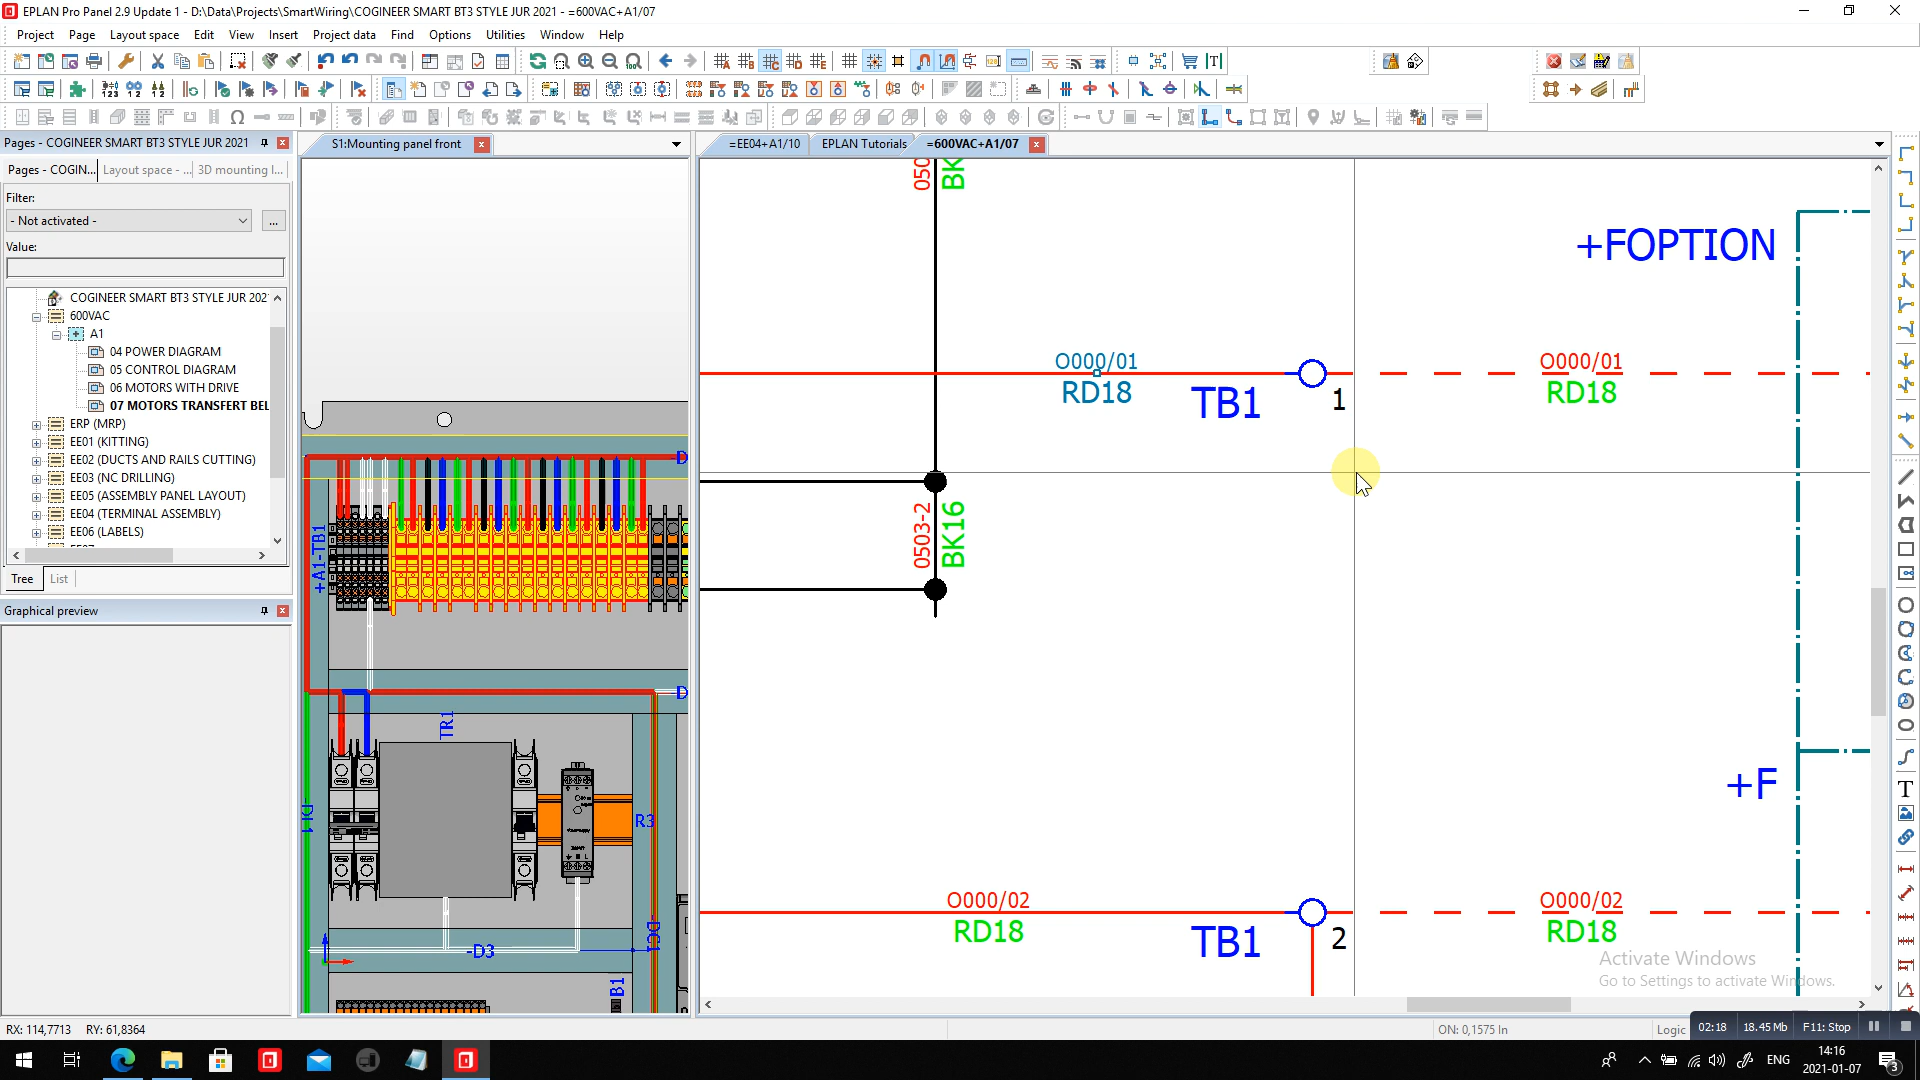 EPLAN Pro Panel 2.9 Update 1 - D:\Data\Projects\SmartWiring\COGINEER SMART BT3 STYLE JUR 2021 - =600VAC+A1/07
Project Page Layout space Edit View Insert Project data Find Options Utilities Window Help
Pages - COGINEER SMART BT3 STYLE JUR 2021
Pages - COGIN... Layout space - ... 3D mounting l...
Filter:
- Not activated -
...
Value:
COGINEER SMART BT3 STYLE JUR 202
600VAC
A1
04 POWER DIAGRAM
05 CONTROL DIAGRAM
06 MOTORS WITH DRIVE
07 MOTORS TRANSFERT BEL
ERP (MRP)
EE01 (KITTING)
EE02 (DUCTS AND RAILS CUTTING)
EE03 (NC DRILLING)
EE05 (ASSEMBLY PANEL LAYOUT)
EE04 (TERMINAL ASSEMBLY)
EE06 (LABELS)
Tree List
Graphical preview
S1:Mounting panel front
+A1-TB1
D
D
TR1
R3
DL1
DC1
-D3
B1
=EE04+A1/10 EPLAN Tutorials =600VAC+A1/07
050
BK
+FOPTION
O000/01
RD18
TB1
1
O000/01
RD18
0503-2
BK16
+F
O000/02
RD18
TB1
2
O000/02
RD18
Activate Windows
Go to Settings to activate Windows.
RX: 114,7713 RY: 61,8364
ON: 0,1575 In
Logic
02:18 18.45 Mb F11: Stop
ENG
14:16
2021-01-07
3